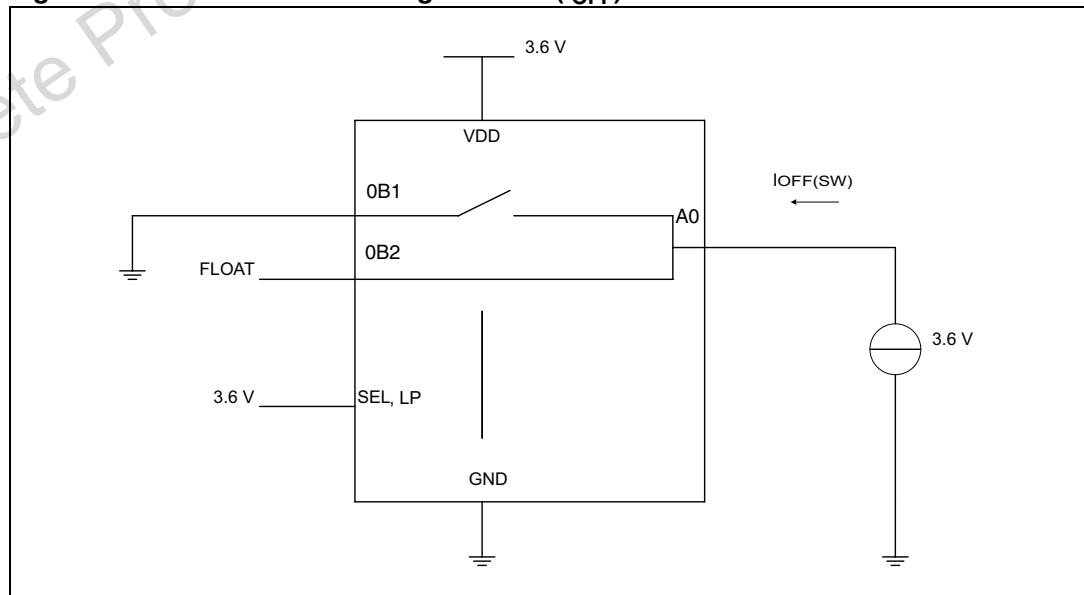 3.6 V
VDD
0B1
IOFF(SW)
A0
0B2
FLOAT
3.6 V
3.6 V
SEL, LP
GND